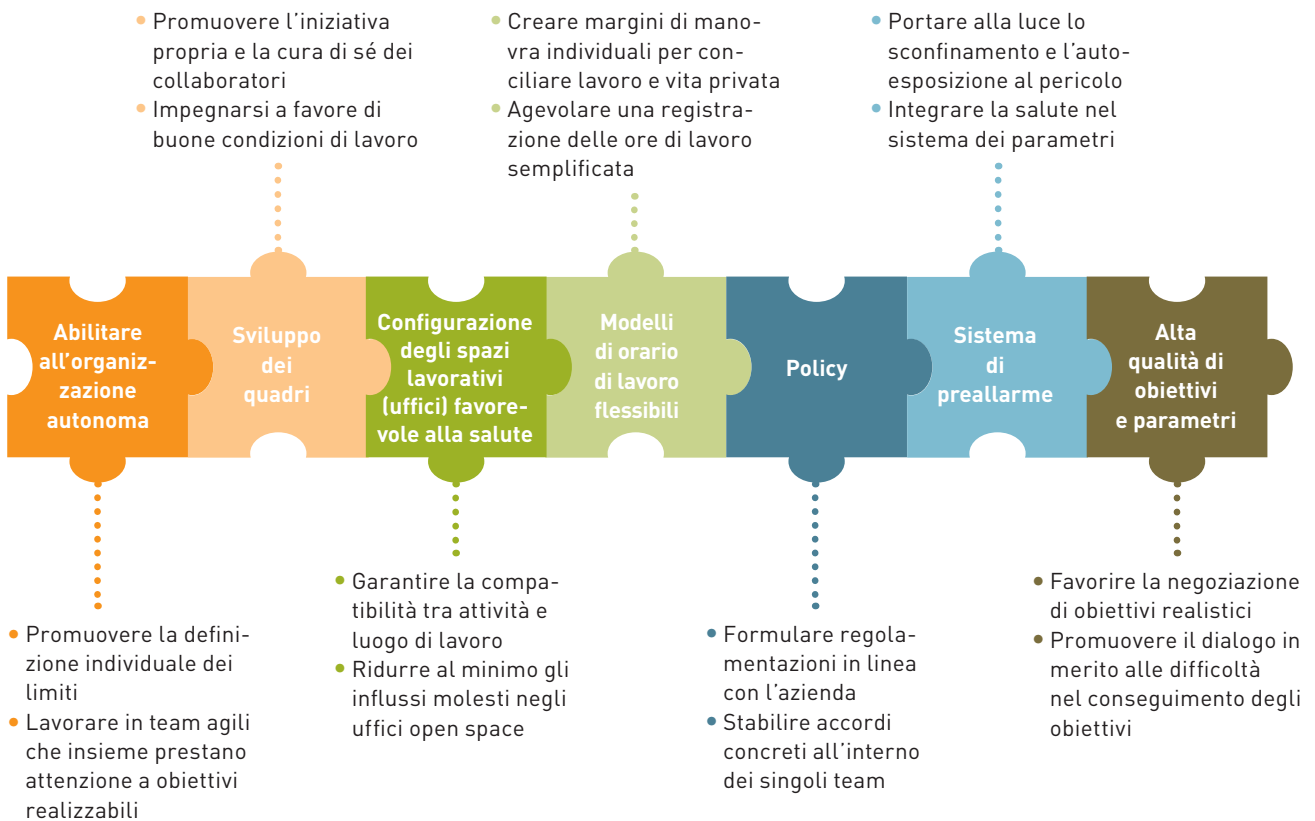 • Promuovere l'iniziativa
propria e la cura di sé dei
collaboratori
• Impegnarsi a favore di
buone condizioni di lavoro
• Creare margini di mano-
vra individuali per con-
ciliare lavoro e vita privata
• Agevolare una registra-
zione delle ore di lavoro
semplificata
• Portare alla luce lo
sconfinamento e l'auto-
esposizione al pericolo
• Integrare la salute nel
sistema dei parametri
Abilitare
all'organiz-
zazione
autonoma
Sviluppo
dei
quadri
Configurazione
degli spazi
lavorativi
(uffici) favore-
vole alla salute
Modelli
di orario
di lavoro
flessibili
Policy
Sistema
di
preallarme
Alta
qualità di
obiettivi
e parametri
• Promuovere la defini-
zione individuale dei
limiti
• Lavorare in team agili
che insieme prestano
attenzione a obiettivi
realizzabili
• Garantire la compa-
tibilità tra attività e
luogo di lavoro
• Ridurre al minimo gli
influssi molesti negli
uffici open space
• Formulare regola-
mentazioni in linea
con l'azienda
• Stabilire accordi
concreti all'interno
dei singoli team
• Favorire la negoziazione
di obiettivi realistici
• Promuovere il dialogo in
merito alle difficoltà
nel conseguimento degli
obiettivi